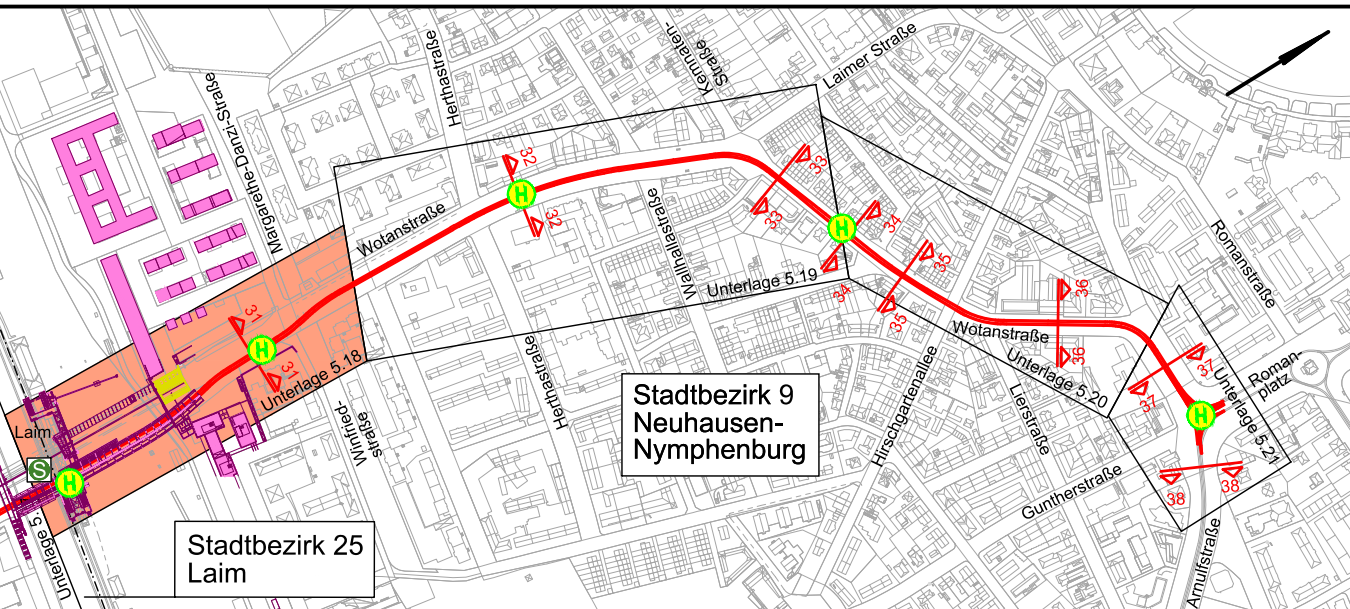 Laimer Straße
Kemnaten-
Straße
Herthastraße
Margarethe-Danzi-Straße
32
32
33
33
34
34
Wotanstraße
Wallhallastraße
Unterlage 5.19
35
35
Romanstraße
36
36
31
31
Unterlage 5.18
Wotanstraße
Unterlage 5.20
37
37
Roman-
platz
Unterlage 5.21
Herthastraße
Winfried-
straße
Hirschgartenallee
Lierstraße
Stadtbezirk 9
Neuhausen-
Nymphenburg
Laim
S
H
H
H
H
H
H
38
38
Guntherstraße
Arnulfstraße
Unterlage 5.
Stadtbezirk 25
Laim